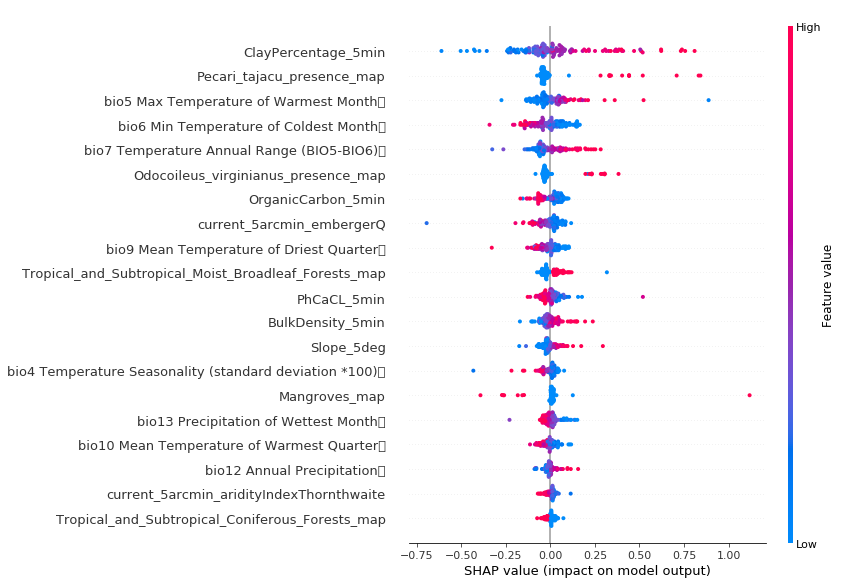 High
ClayPercentage_5min
Pecari_tajacu_presence_map
bio5 Max Temperature of Warmest Month
bio6 Min Temperature of Coldest Month
bio7 Temperature Annual Range (BIO5-BIO6)
Odocoileus_virginianus_presence_map
OrganicCarbon_5min
current_5arcmin_embergerQ
bio9 Mean Temperature of Driest Quarter
Tropical_and_Subtropical_Moist_Broadleaf_Forests_map
PhCaCL_5min
BulkDensity_5min
Slope_5deg
bio4 Temperature Seasonality (standard deviation *100)
Mangroves_map
bio13 Precipitation of Wettest Month
bio10 Mean Temperature of Warmest Quarter
bio12 Annual Precipitation
current_5arcmin_aridityIndexThornthwaite
Tropical_and_Subtropical_Coniferous_Forests_map
Feature value
Low
−0.75 −0.50 −0.25 0.00 0.25 0.50 0.75 1.00
SHAP value (impact on model output)